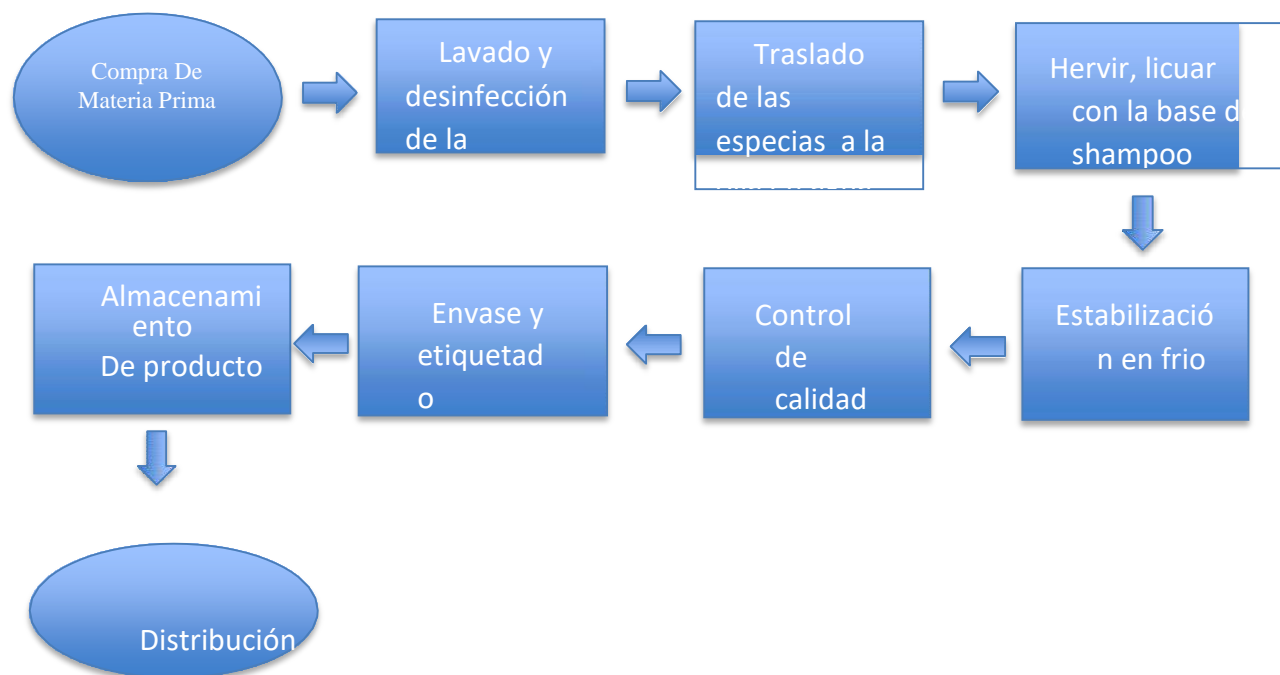 Compra De
Materia Prima
Lavado y
desinfección
de la
Traslado
de las
especias a la
Hervir, licuar
con la base d
shampoo
Estabilizació
n en frio
Control
de
calidad
Envase y
etiquetad
o
Almacenami
ento
De producto
Distribución